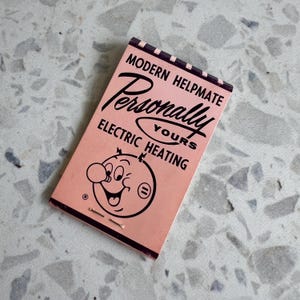 MODERN HELPMATE
Personally
YOURS
ELECTRIC HEATING